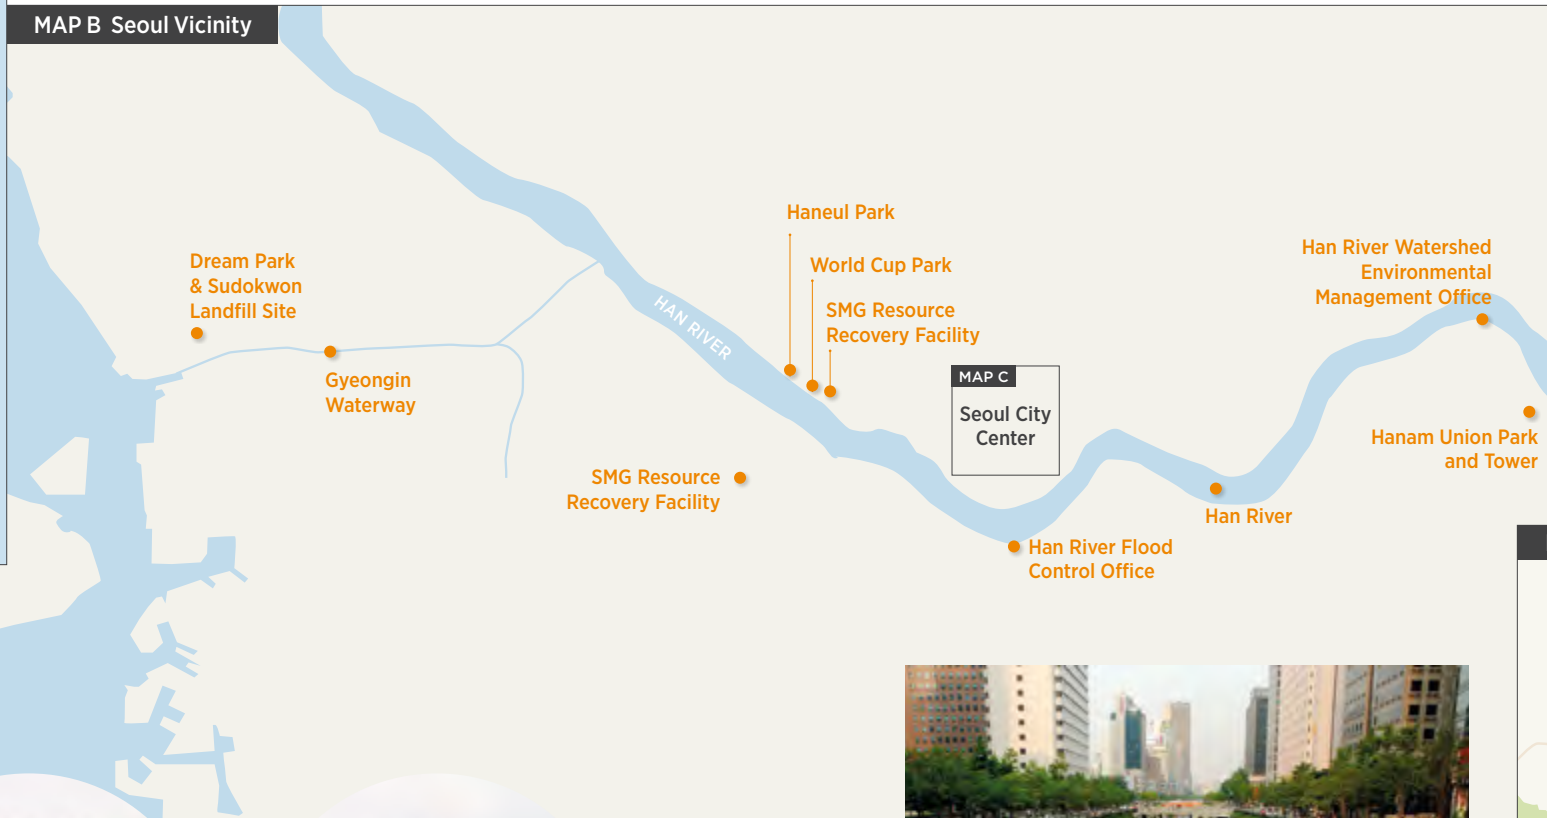 MAP B Seoul Vicinity
Haneul Park
World Cup Park
SMG Resource
Recovery Facility
Dream Park
& Sudokwon
Landfill Site
Gyeongin
Waterway
HAN RIVER
MAP C
Seoul City
Center
Han River Watershed
Environmental
Management Office
Hanam Union Park
and Tower
SMG Resource
Recovery Facility
Han River
Han River Flood
Control Office